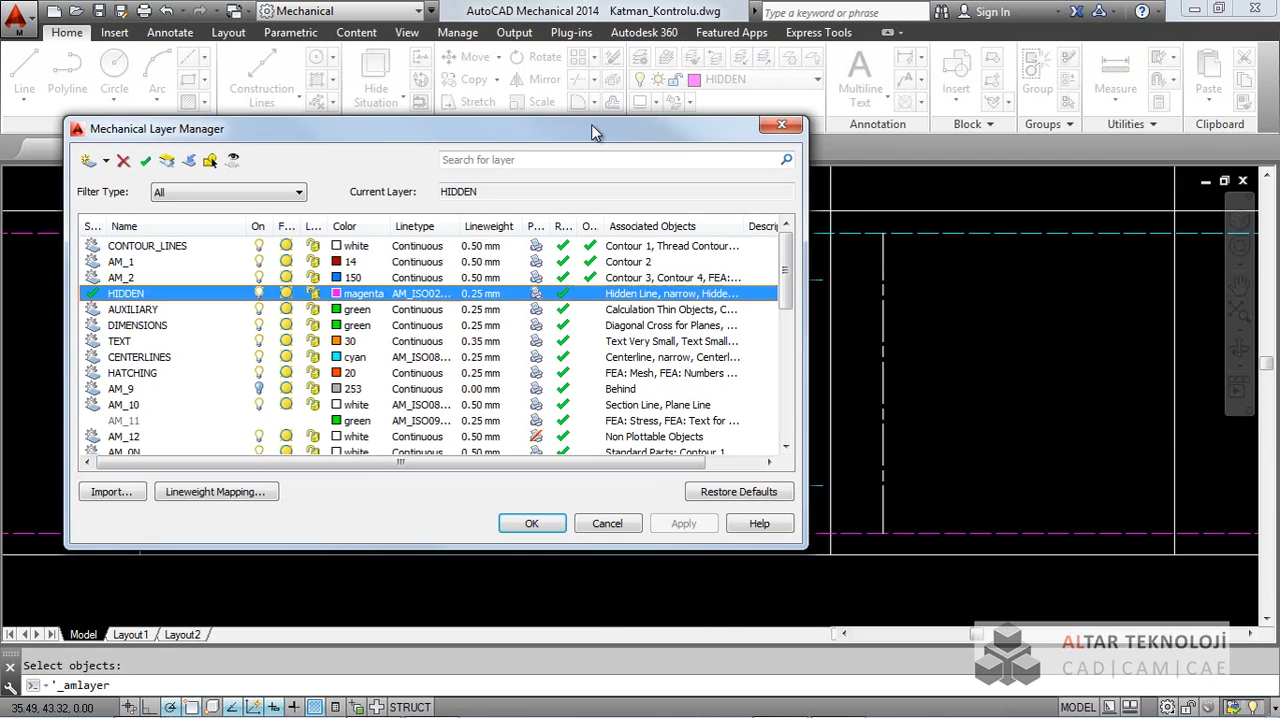 Mechanical
AutoCAD Mechanical 2014 Katman_Kontrolu.dwg
Type a keyword or phrase
Sign In
M
Home Insert Annotate Parametric Content View Manage Output Plug-ins Autodesk 360 Featured Apps Express Tools
Move Rotate
HIDDEN
Copy Mirror
Stretch Scale
Line Polyline Circle Arc
Construction Lines
Hide Situation
Multiline Text
Insert
Groups
Measure
Paste
Annotation Block Groups Utilities Clipboard
Mechanical Layer Manager
Search for layer
Filter Type: All Current Layer: HIDDEN
S... Name On F... L... Color Linetype Lineweight P... R... O... Associated Objects Descri
CONTOUR_LINES white Continuous 0.50 mm Contour 1, Thread Contour...
AM_1 14 Continuous 0.50 mm Contour 2
AM_2 150 Continuous 0.50 mm Contour 3, Contour 4, FEA:...
HIDDEN magenta AM_ISO02... 0.25 mm Hidden Line, narrow, Hidde...
AUXILIARY green Continuous 0.25 mm Calculation Thin Objects, C...
DIMENSIONS green Continuous 0.25 mm Diagonal Cross for Planes, ...
TEXT 30 Continuous 0.35 mm Text Very Small, Text Small...
CENTERLINES cyan AM_ISO08... 0.25 mm Centerline, narrow, Centerl...
HATCHING 20 Continuous 0.25 mm FEA: Mesh, FEA: Numbers ...
AM_9 253 Continuous 0.00 mm Behind
AM_10 white AM_ISO08... 0.50 mm Section Line, Plane Line
AM_11 green AM_ISO09... 0.25 mm FEA: Stress, FEA: Text for ...
AM_12 white Continuous 0.50 mm Non Plottable Objects
AM_0N white Continuous 0.50 mm Standard Parts: Contour 1
Import... Lineweight Mapping... Restore Defaults
OK Cancel Apply Help
Model Layout1 Layout2
ALTAR TEKNOLOJİ
CAD|CAM|CAE
Select objects:
'_amlayer
35.49, 43.32, 0.00 STRUCT MODEL